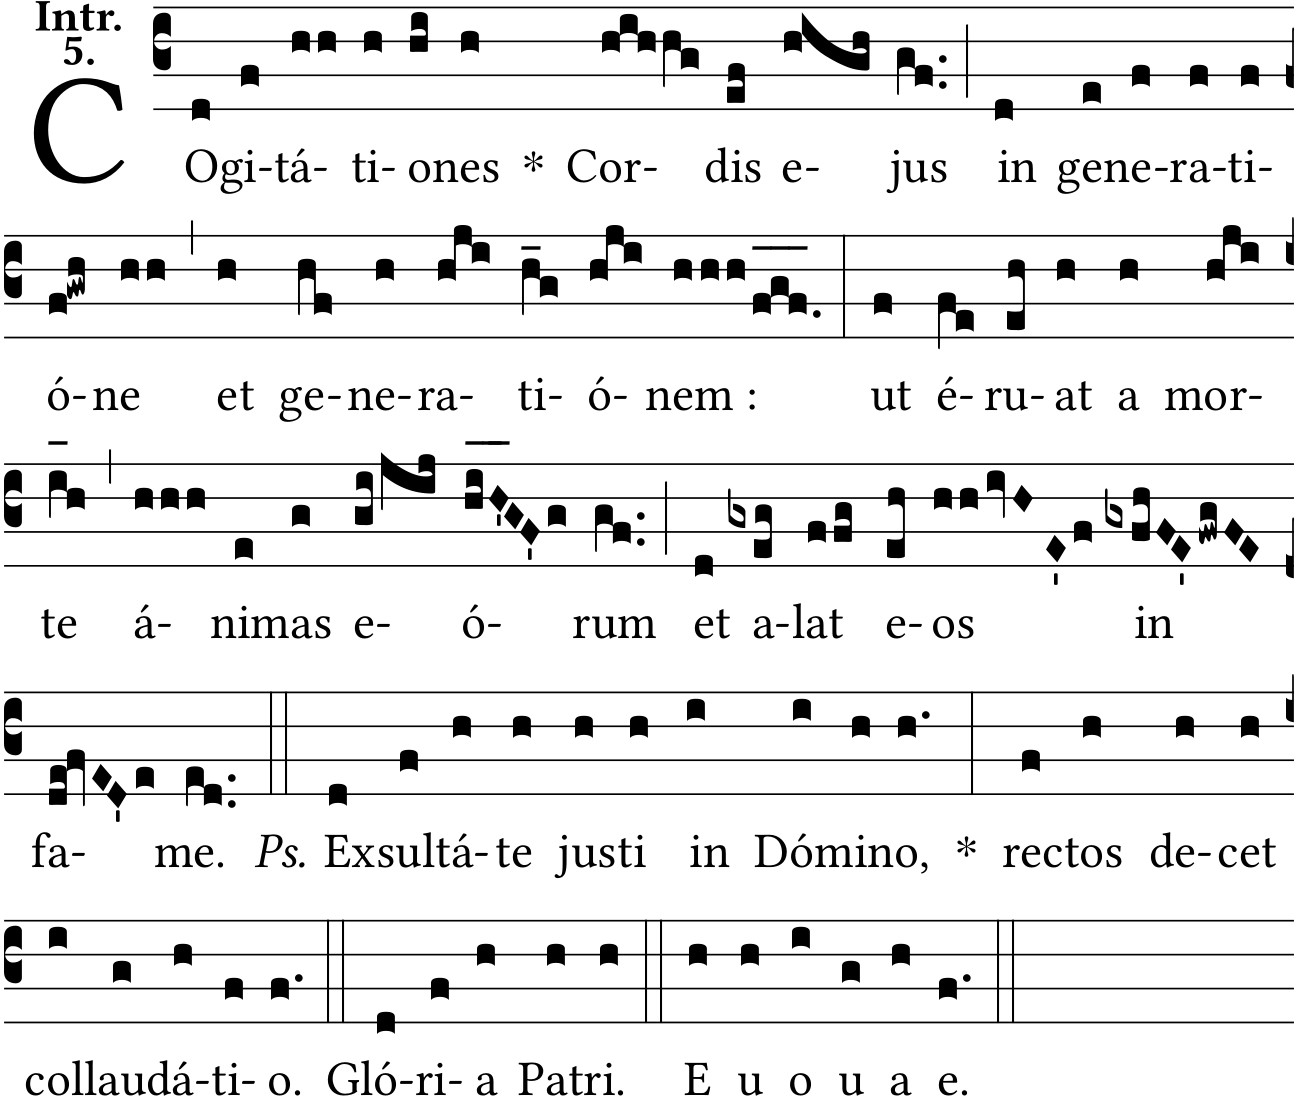 Intr.
5.
COgi-tá- ti- ones * Cor- dis e- jus in gene-ra-ti-
ó-ne et ge-ne-ra- ti- ó- nem : ut é-ru-at a mor-
te á- nimas e- ó- rum et a-lat e-os in
fa- me. Ps. Exsultá-te justi in Dómino, * rectos de-cet
collaudá-ti- o. Gló-ri- a Patri. E u o u a e.